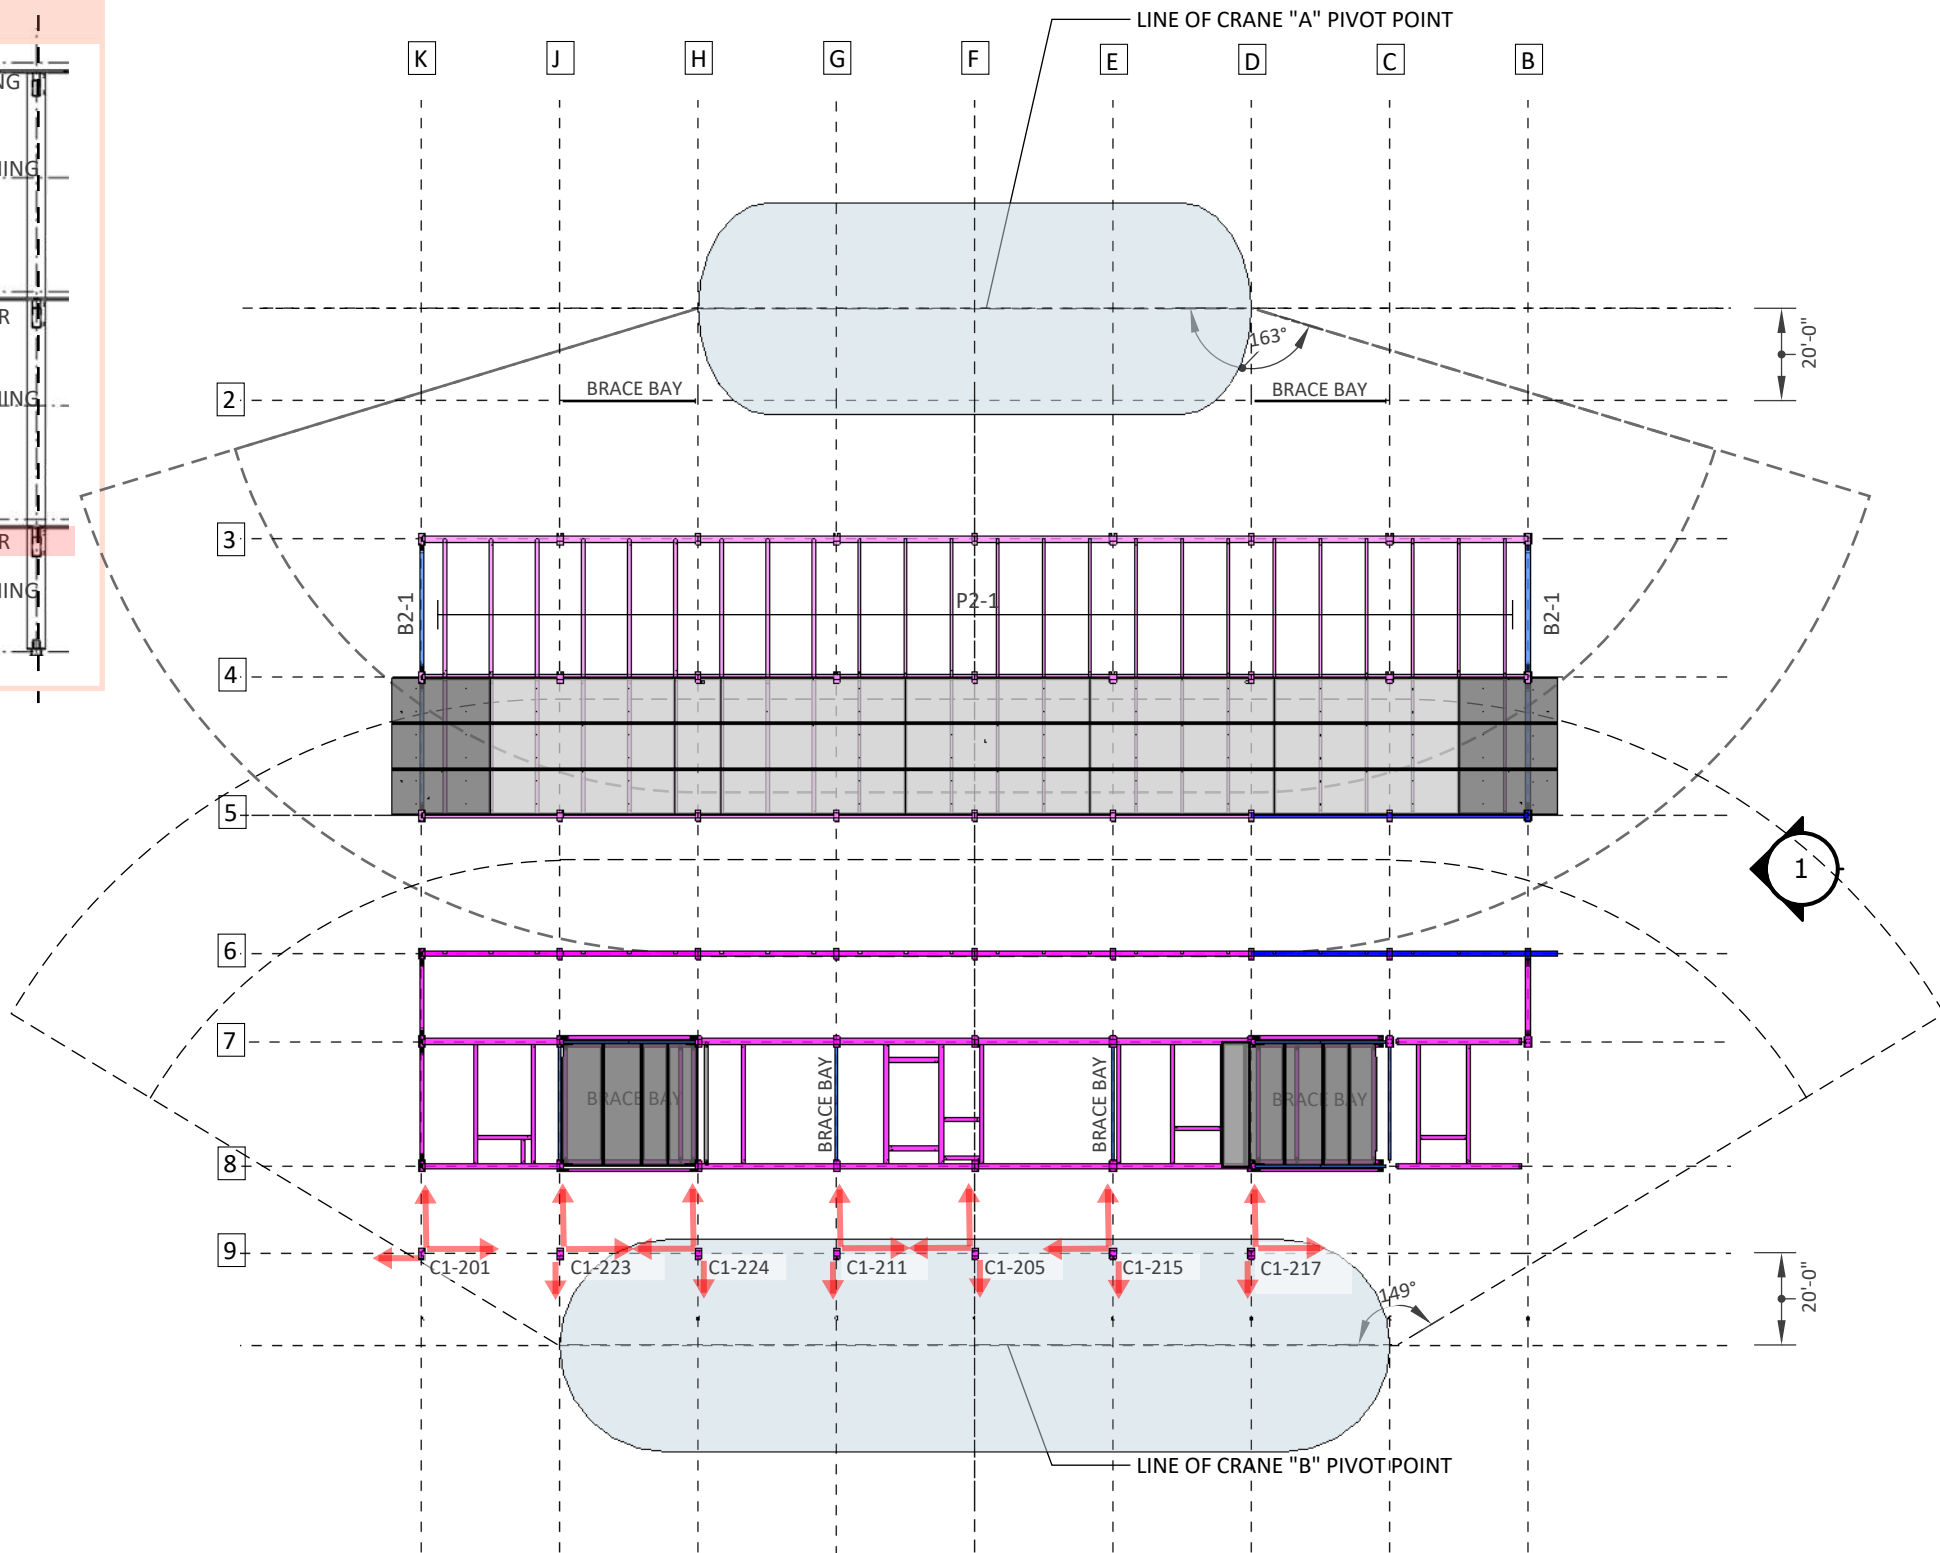 LINE OF CRANE "A" PIVOT POINT
K J H G F E D C B
163°
20'-0"
BRACE BAY BRACE BAY
2
3
B2-1 P2-1 B2-1
4
5
1
6
7
BRACE BAY BRACE BAY BRACE BAY BRACE BAY
8
9
C1-201 C1-223 C1-224 C1-211 C1-205 C1-215 C1-217
149°
20'-0"
LINE OF CRANE "B" PIVOT POINT